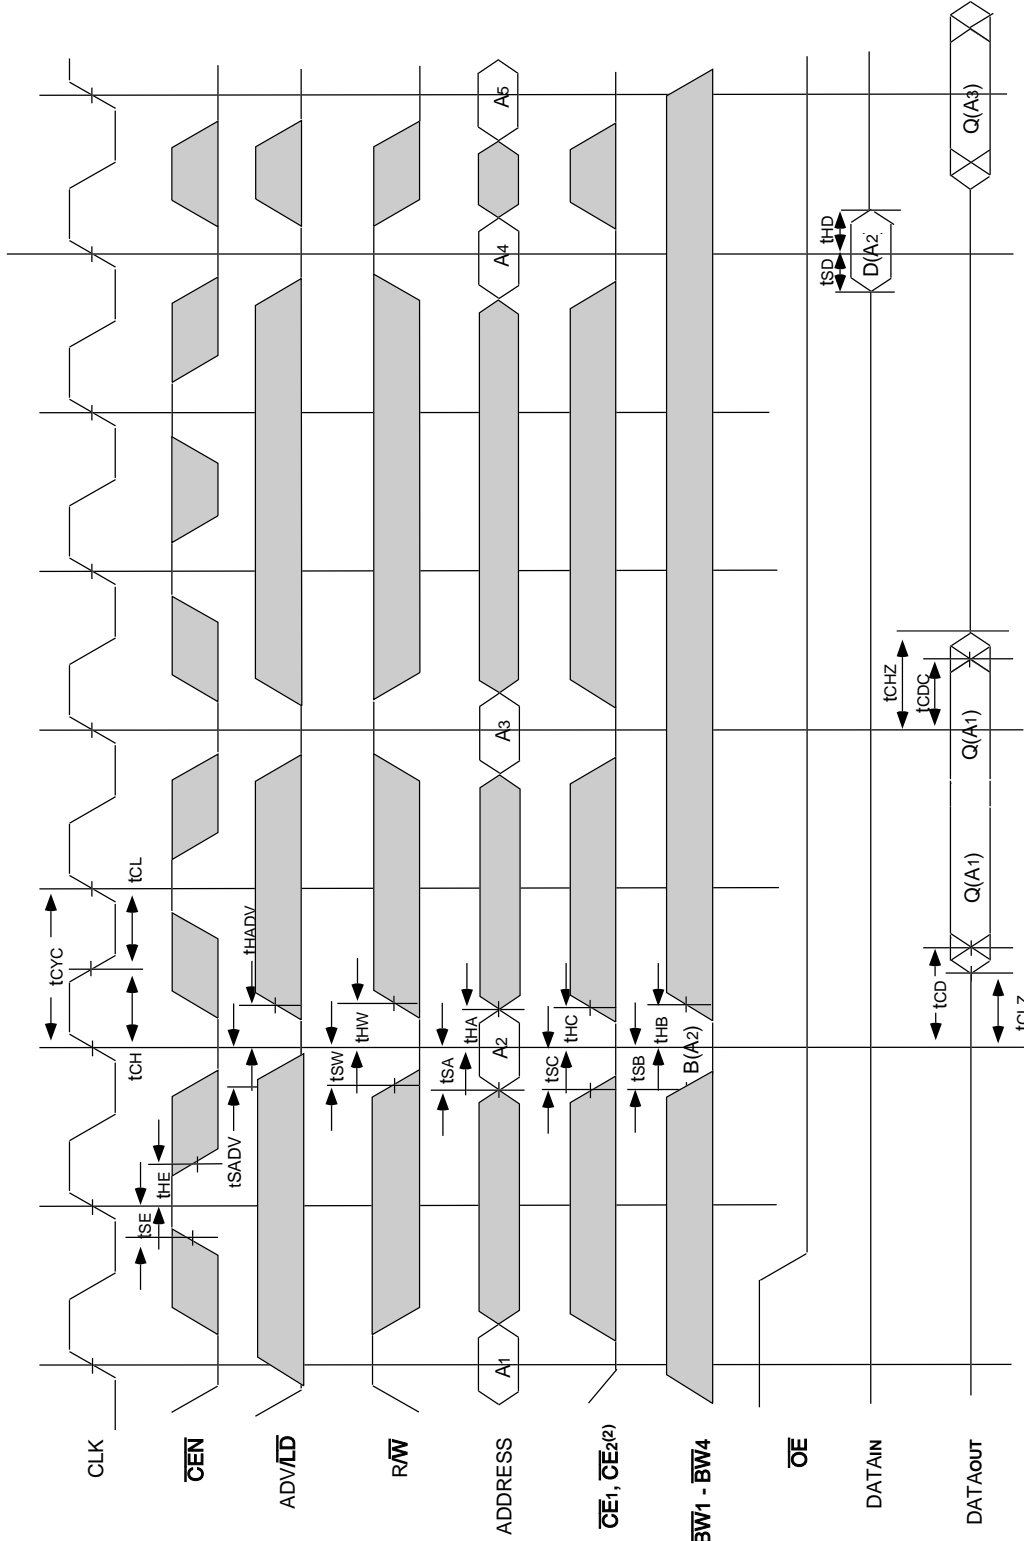 CLK
CEN
ADV/LD
R/W
ADDRESS
CE1, CE2(2)
BW1 - BW4
OE
DATAIN
DATAOUT
tCYC
tCH
tCL
tSE
tHE
tSADV
tHADV
tSW
tHW
tSA
tHA
A1
A2
A3
A4
A5
tSC
tHC
tSB
tHB
B(A2)
tSD
tHD
D(A2)
tCD
tCLZ
Q(A1)
Q(A1)
tCHZ
tCDC
Q(A3)